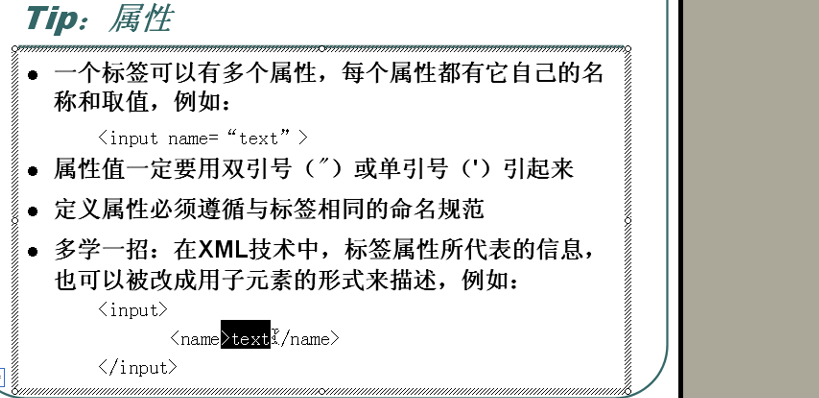 Tip：属性
一个标签可以有多个属性，每个属性都有它自己的名
称和取值，例如：
<input name=“text”>
属性值一定要用双引号（"）或单引号（'）引起来
定义属性必须遵循与标签相同的命名规范
多学一招：在XML技术中，标签属性所代表的信息，
也可以被改成用子元素的形式来描述，例如：
<input>
<name>text</name>
</input>